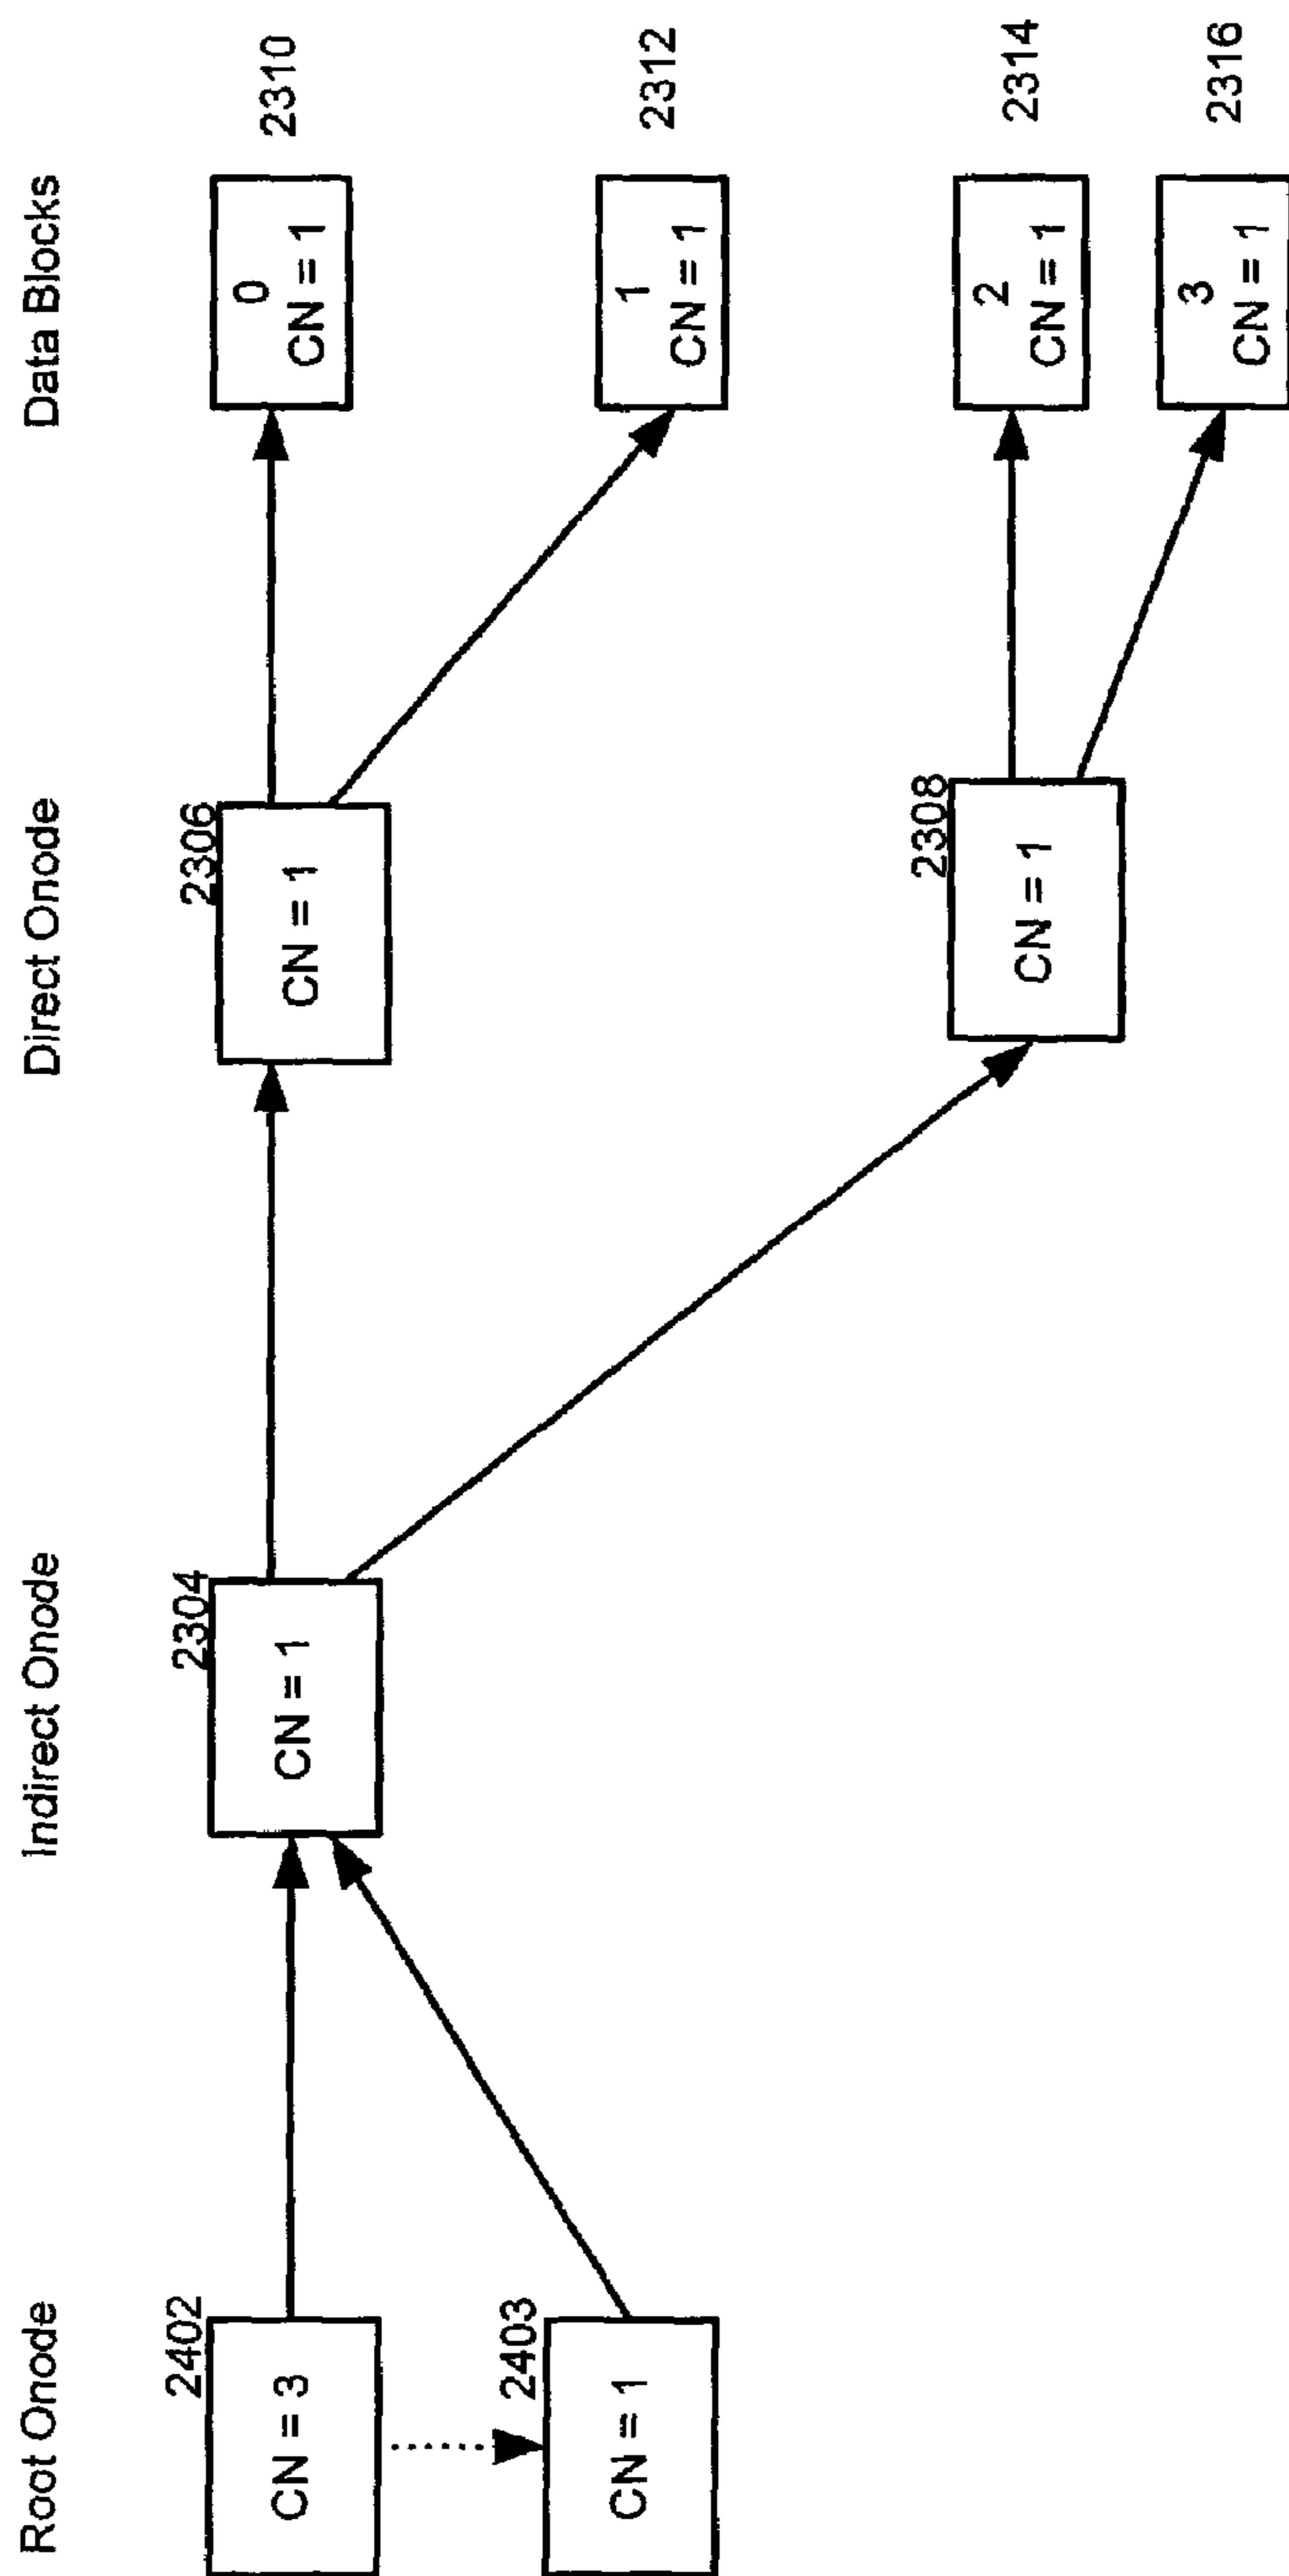 Root Onode
Indirect Onode
Direct Onode
Data Blocks
2402
CN = 3
2403
CN = 1
2304
CN = 1
2306
CN = 1
2308
CN = 1
0
CN = 1
2310
1
CN = 1
2312
2
CN = 1
2314
3
CN = 1
2316